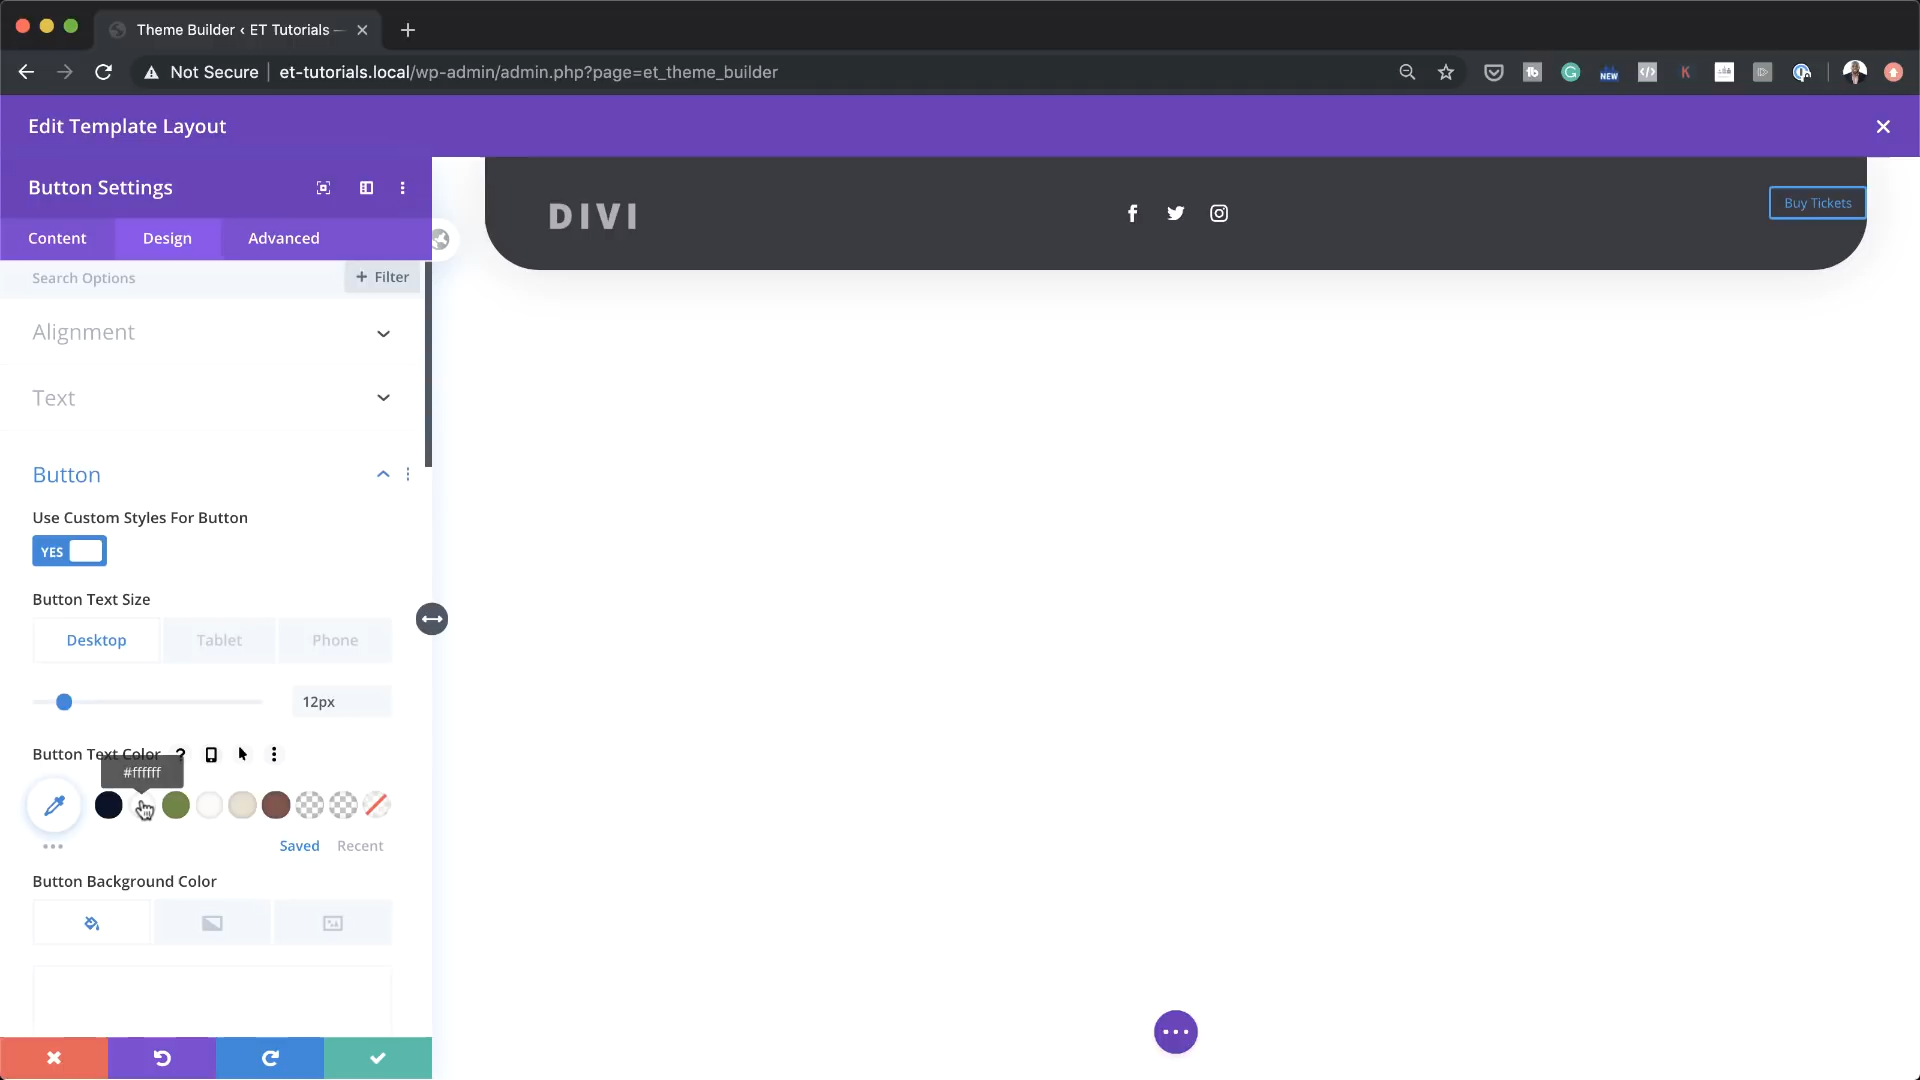 Theme Builder ‹ ET Tutorials —
Not Secure
et-tutorials.local/wp-admin/admin.php?page=et_theme_builder
NEW
Edit Template Layout
Button Settings
Content
Design
Advanced
Search Options
+ Filter
Alignment
Text
Button
Use Custom Styles For Button
YES
Button Text Size
Desktop
Tablet
Phone
12px
Button Text Color
#ffffff
Saved
Recent
Button Background Color
DIVI
Buy Tickets